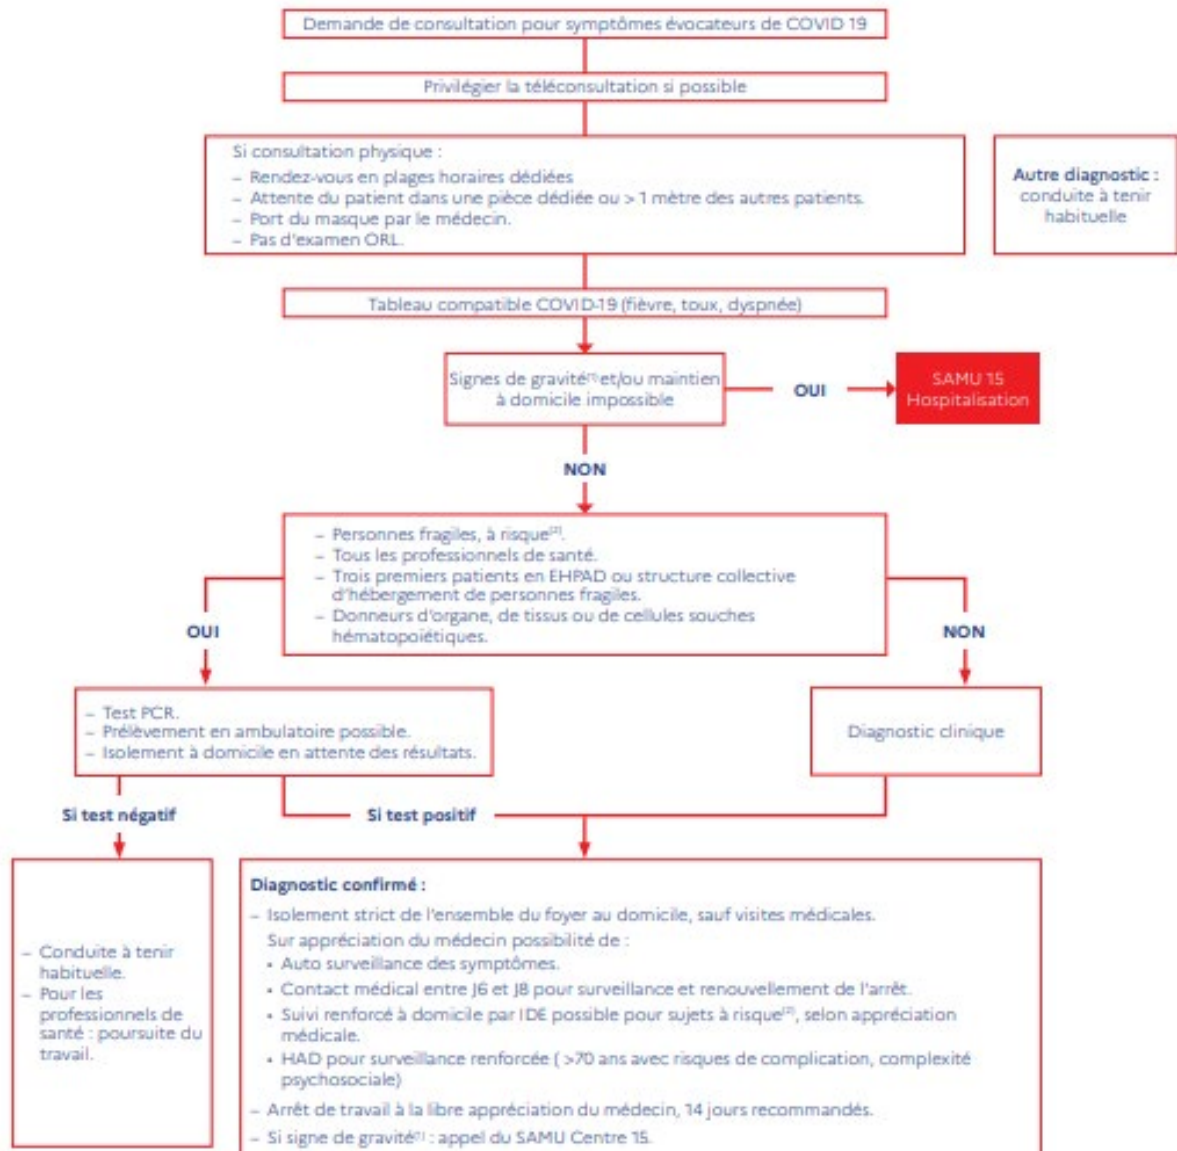 Demande de consultation pour symptômes évocateurs de COVID 19
Privilégier la téléconsultation si possible
Si consultation physique :
– Rendez-vous en plages horaires dédiées
– Attente du patient dans une pièce dédiée ou > 1 mètre des autres patients.
– Port du masque par le médecin.
– Pas d'examen ORL.
Autre diagnostic :
conduite à tenir
habituelle
Tableau compatible COVID-19 (fièvre, toux, dyspnée)
Signes de gravité[1] et/ou maintien
à domicile impossible
OUI
SAMU 15
Hospitalisation
NON
– Personnes fragiles, à risque[2].
– Tous les professionnels de santé.
– Trois premiers patients en EHPAD ou structure collective
d'hébergement de personnes fragiles.
– Donneurs d'organe, de tissus ou de cellules souches
hématopoiétiques.
OUI
NON
– Test PCR.
– Prélèvement en ambulatoire possible.
– Isolement à domicile en attente des résultats.
Diagnostic clinique
Si test négatif
Si test positif
– Conduite à tenir
habituelle.
– Pour les
professionnels de
santé : poursuite du
travail.
Diagnostic confirmé :
– Isolement strict de l'ensemble du foyer au domicile, sauf visites médicales.
Sur appréciation du médecin possibilité de :
• Auto surveillance des symptômes.
• Contact médical entre J6 et J8 pour surveillance et renouvellement de l'arrêt.
• Suivi renforcé à domicile par IDE possible pour sujets à risque[2], selon appréciation
médicale.
• HAD pour surveillance renforcée ( >70 ans avec risques de complication, complexité
psychosociale)
– Arrêt de travail à la libre appréciation du médecin, 14 jours recommandés.
– Si signe de gravité[1] : appel du SAMU Centre 15.